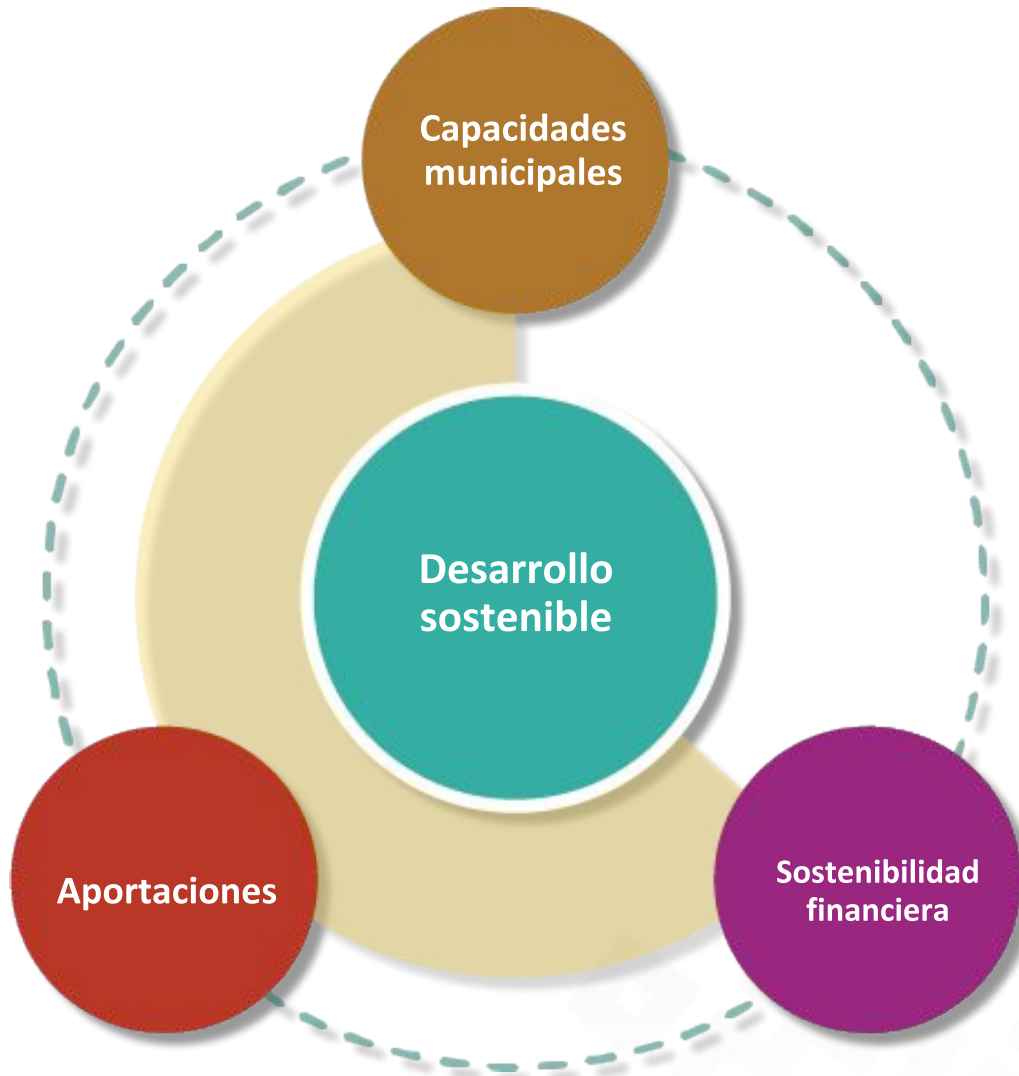 Capacidades
municipales
Desarrollo
sostenible
Aportaciones
Sostenibilidad
financiera